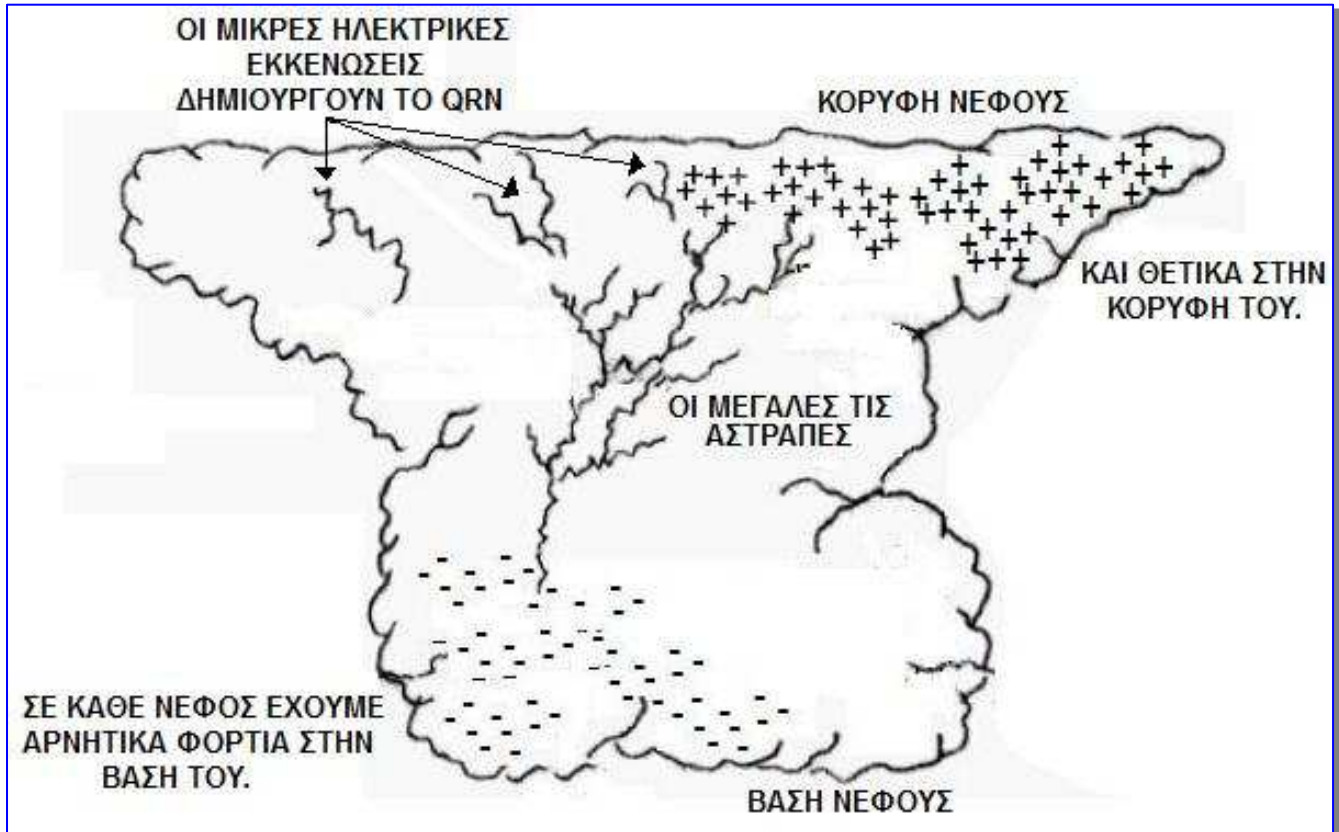 ΟΙ ΜΙΚΡΕΣ ΗΛΕΚΤΡΙΚΕΣ
ΕΚΚΕΝΩΣΕΙΣ
ΔΗΜΙΟΥΡΓΟΥΝ ΤΟ QRN
ΚΟΡΥΦΗ ΝΕΦΟΥΣ
ΚΑΙ ΘΕΤΙΚΑ ΣΤΗΝ
ΚΟΡΥΦΗ ΤΟΥ.
ΟΙ ΜΕΓΑΛΕΣ ΤΙΣ
ΑΣΤΡΑΠΕΣ
ΣΕ ΚΑΘΕ ΝΕΦΟΣ ΕΧΟΥΜΕ
ΑΡΝΗΤΙΚΑ ΦΟΡΤΙΑ ΣΤΗΝ
ΒΑΣΗ ΤΟΥ.
ΒΑΣΗ ΝΕΦΟΥΣ